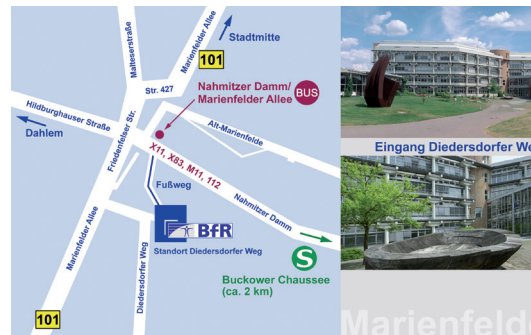 Stadtmitte
Marienfelder Allee
101
Malteserstraße
Str. 427
Nahmitzer Damm/
Marienfelder Allee
BUS
Hildburghauser Straße
Dahlem
Friedenfelser Str.
Alt-Marienfelde
X11, X83, M11, 112
Fußweg
Nahmitzer Damm
BfR
Standort Diedersdorfer Weg
Marienfelder Allee
Diedersdorfer Weg
S
Buckower Chaussee
(ca. 2 km)
101
Eingang Diedersdorfer We
Marienfeld